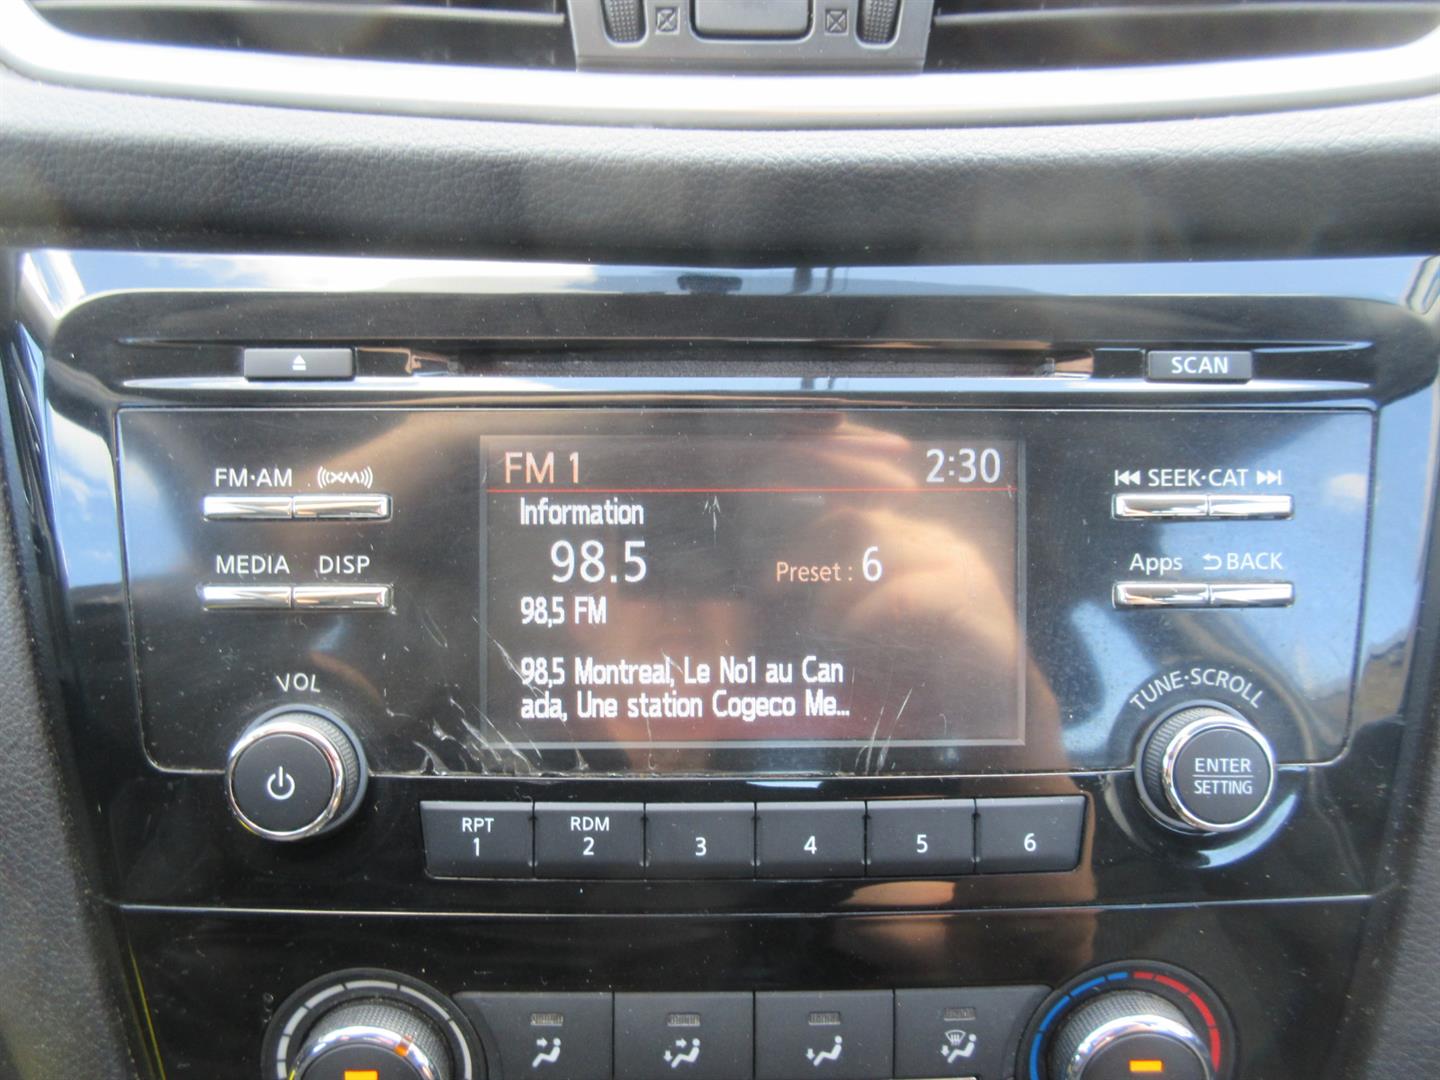 SCAN
FM·AM (((XM)))
SEEK·CAT
MEDIA DISP
Apps BACK
VOL
TUNE·SCROLL
ENTER
SETTING
FM 1 2:30
Information
98.5 Preset : 6
98,5 FM
98,5 Montreal, Le No1 au Can
ada, Une station Cogeco Me...
RPT RDM
1 2 3 4 5 6